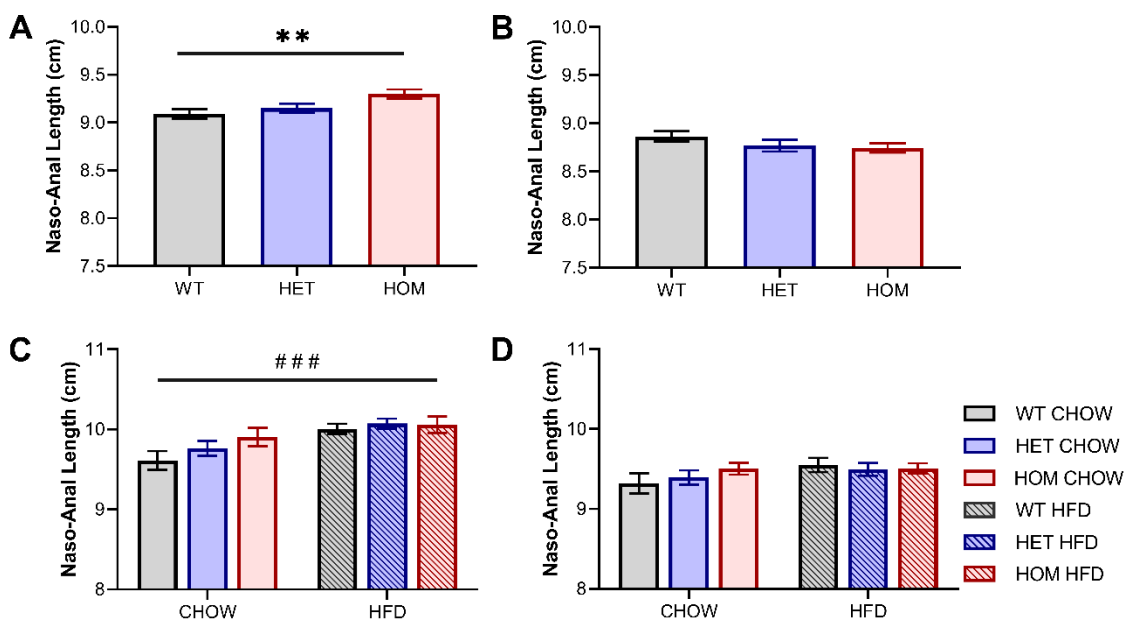 A
Naso-Anal Length (cm)
10.0
9.5
9.0
8.5
8.0
7.5
**
WT HET HOM
B
Naso-Anal Length (cm)
10.0
9.5
9.0
8.5
8.0
7.5
WT HET HOM
C
Naso-Anal Length (cm)
11
10
9
8
# # #
CHOW HFD
D
Naso-Anal Length (cm)
11
10
9
8
CHOW HFD
WT CHOW
HET CHOW
HOM CHOW
WT HFD
HET HFD
HOM HFD